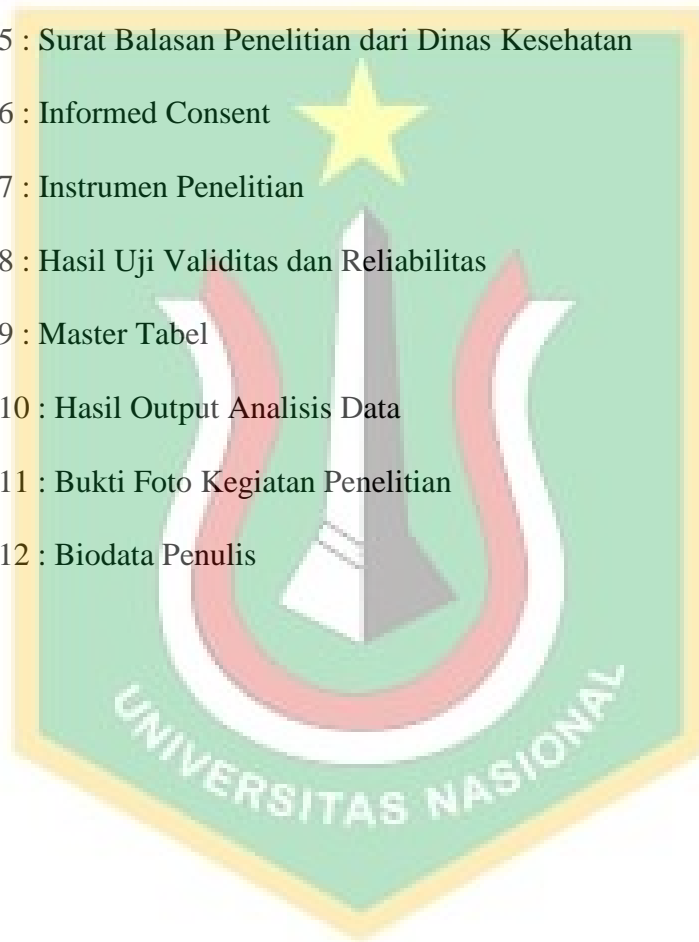 5 : Surat Balasan Penelitian dari Dinas Kesehatan
6 : Informed Consent
7 : Instrumen Penelitian
8 : Hasil Uji Validitas dan Reliabilitas
9 : Master Tabel
10 : Hasil Output Analisis Data
11 : Bukti Foto Kegiatan Penelitian
12 : Biodata Penulis
UNIVERSITAS NASIONAL